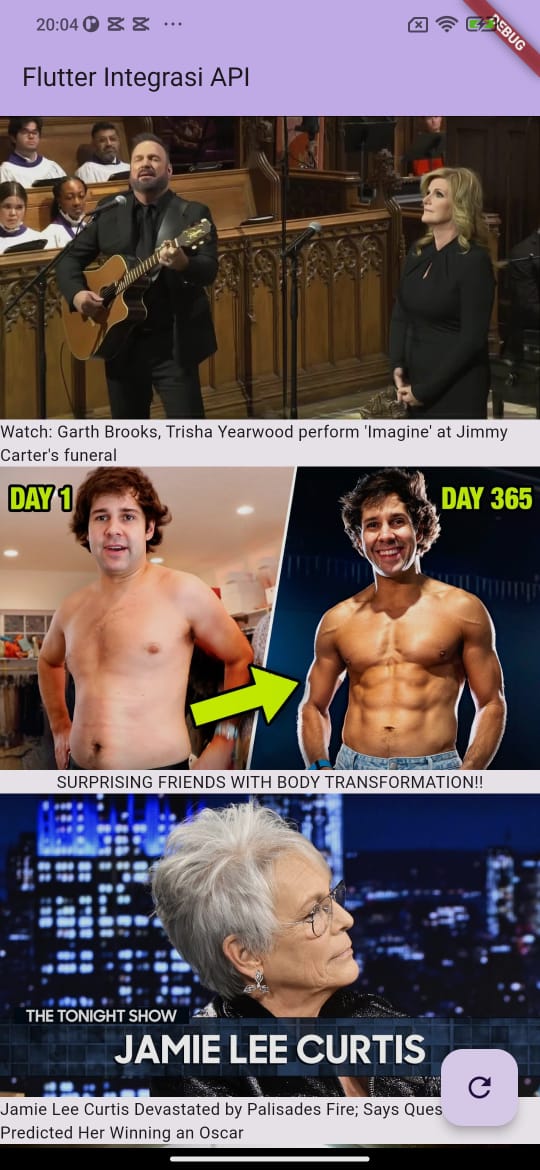 20:04
DEBUG
Flutter Integrasi API
Watch: Garth Brooks, Trisha Yearwood perform 'Imagine' at Jimmy
Carter's funeral
DAY 1
DAY 365
SURPRISING FRIENDS WITH BODY TRANSFORMATION!!
THE TONIGHT SHOW
JAMIE LEE CURTIS
Jamie Lee Curtis Devastated by Palisades Fire; Says Ques
Predicted Her Winning an Oscar